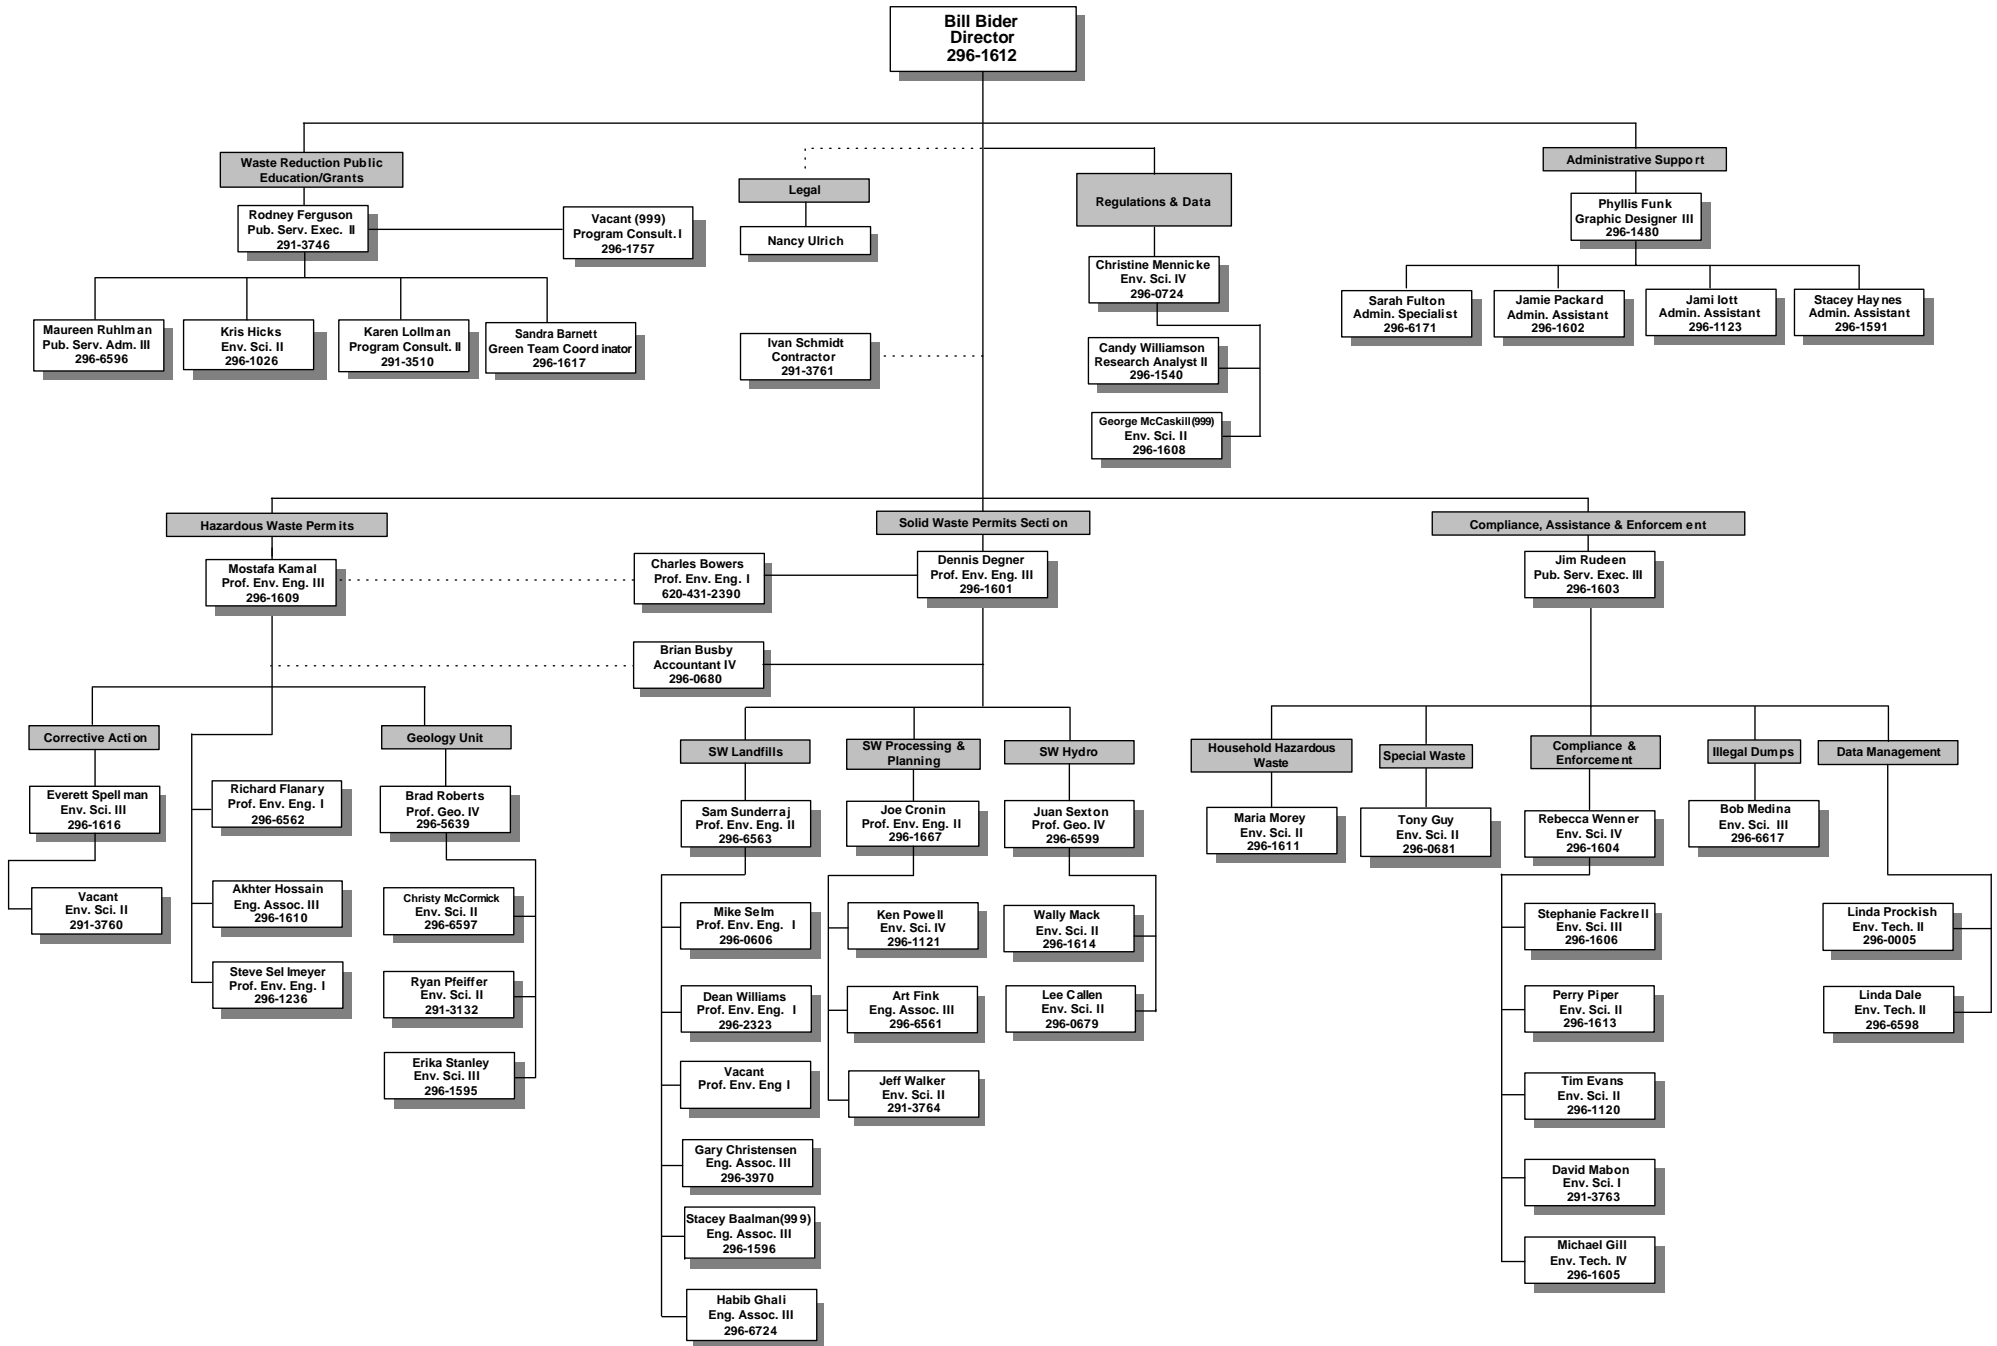 Bill Bider
Director
296-1612
Waste Reduction Public
Education/Grants
Rodney Ferguson
Pub. Serv. Exec. II
291-3746
Vacant (999)
Program Consult. I
296-1757
Maureen Ruhlman
Pub. Serv. Adm. III
296-6596
Kris Hicks
Env. Sci. II
296-1026
Karen Lollman
Program Consult. II
291-3510
Sandra Barnett
Green Team Coordinator
296-1617
Legal
Nancy Ulrich
Ivan Schmidt
Contractor
291-3761
Regulations & Data
Christine Mennicke
Env. Sci. IV
296-0724
Candy Williamson
Research Analyst II
296-1540
George McCaskill(999)
Env. Sci. II
296-1608
Administrative Support
Phyllis Funk
Graphic Designer III
296-1480
Sarah Fulton
Admin. Specialist
296-6171
Jamie Packard
Admin. Assistant
296-1602
Jami Iott
Admin. Assistant
296-1123
Stacey Haynes
Admin. Assistant
296-1591
Hazardous Waste Permits
Mostafa Kamal
Prof. Env. Eng. III
296-1609
Charles Bowers
Prof. Env. Eng. I
620-431-2390
Brian Busby
Accountant IV
296-0680
Corrective Action
Everett Spellman
Env. Sci. III
296-1616
Vacant
Env. Sci. II
291-3760
Richard Flanary
Prof. Env. Eng. I
296-6562
Akhter Hossain
Eng. Assoc. III
296-1610
Steve Sellmeyer
Prof. Env. Eng. I
296-1236
Geology Unit
Brad Roberts
Prof. Geo. IV
296-5639
Christy McCormick
Env. Sci. II
296-6597
Ryan Pfeiffer
Env. Sci. II
291-3132
Erika Stanley
Env. Sci. III
296-1595
Solid Waste Permits Section
Dennis Degner
Prof. Env. Eng. III
296-1601
SW Landfills
Sam Sunderraj
Prof. Env. Eng. II
296-6563
Mike Selm
Prof. Env. Eng. I
296-0606
Dean Williams
Prof. Env. Eng. I
296-2323
Vacant
Prof. Env. Eng I
Gary Christensen
Eng. Assoc. III
296-3970
Stacey Baalman(999)
Eng. Assoc. III
296-1596
Habib Ghali
Eng. Assoc. III
296-6724
SW Processing &
Planning
Joe Cronin
Prof. Env. Eng. II
296-1667
Ken Powell
Env. Sci. IV
296-1121
Art Fink
Eng. Assoc. III
296-6561
Jeff Walker
Env. Sci. II
291-3764
SW Hydro
Juan Sexton
Prof. Geo. IV
296-6599
Wally Mack
Env. Sci. II
296-1614
Lee Callen
Env. Sci. II
296-0679
Compliance, Assistance & Enforcement
Jim Rudeen
Pub. Serv. Exec. III
296-1603
Household Hazardous
Waste
Maria Morey
Env. Sci. II
296-1611
Special Waste
Tony Guy
Env. Sci. II
296-0681
Compliance &
Enforcement
Rebecca Wenner
Env. Sci. IV
296-1604
Stephanie Fackrell
Env. Sci. III
296-1606
Perry Piper
Env. Sci. II
296-1613
Tim Evans
Env. Sci. II
296-1120
David Mabon
Env. Sci. I
291-3763
Michael Gill
Env. Tech. IV
296-1605
Illegal Dumps
Bob Medina
Env. Sci. III
296-6617
Data Management
Linda Prockish
Env. Tech. II
296-0005
Linda Dale
Env. Tech. II
296-6598